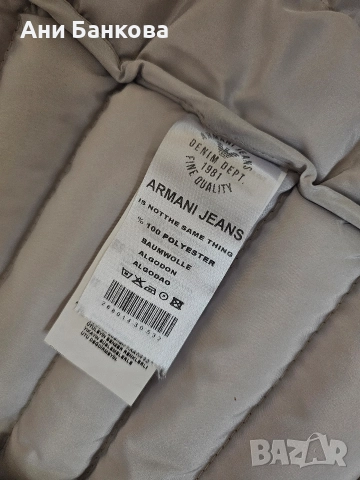 Ани Банкова
DENIM DEPT.
1981
FINE QUALITY
ARMANI JEANS
IS NOT THE SAME THING
% 100 POLYESTER
BAUMWOLLE
ALGODON
ALGODAO
BAZAR